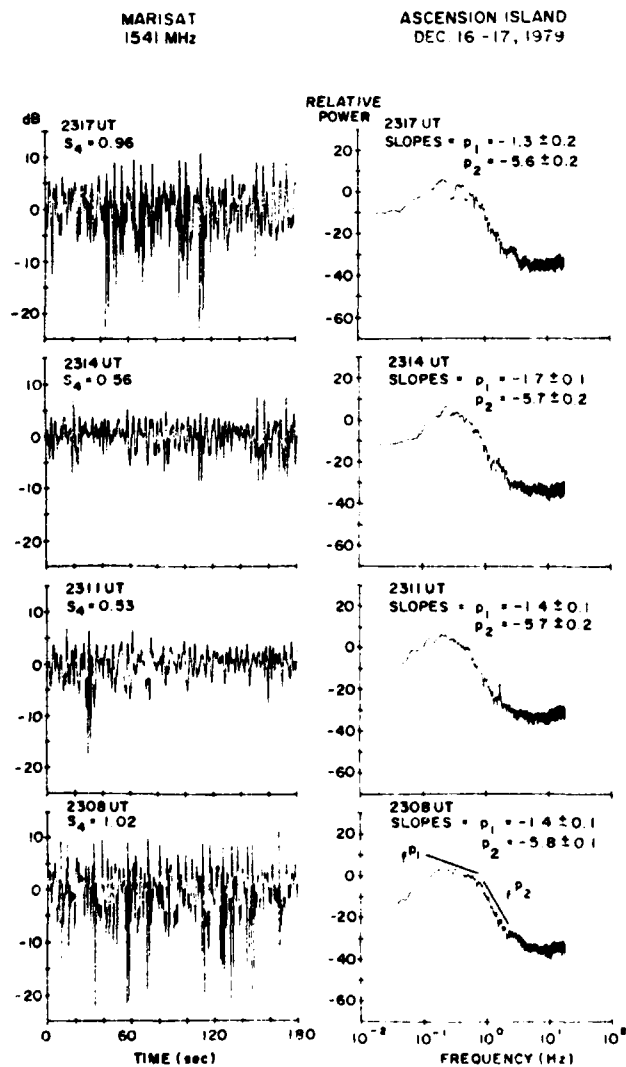 MARISAT
1541 MHz
ASCENSION ISLAND
DEC. 16 -17, 1979
dB
2317 UT
S4 = 0.96
10
0
-10
-20
RELATIVE
POWER
2317 UT
SLOPES = p1 = -1.3 ± 0.2
p2 = -5.6 ± 0.2
20
0
-20
-40
-60
2314 UT
S4 = 0.56
10
0
-10
-20
2314 UT
SLOPES = p1 = -1.7 ± 0.1
p2 = -5.7 ± 0.2
20
0
-20
-40
-60
2311 UT
S4 = 0.53
10
0
-10
-20
2311 UT
SLOPES = p1 = -1.4 ± 0.1
p2 = -5.7 ± 0.2
20
0
-20
-40
-60
2308 UT
S4 = 1.02
10
0
-10
-20
0 60 120 180
TIME (sec)
2308 UT
SLOPES = p1 = -1.4 ± 0.1
p2 = -5.8 ± 0.1
f p1
f p2
20
0
-20
-40
-60
10-2 10-1 100 101 102
FREQUENCY (Hz)